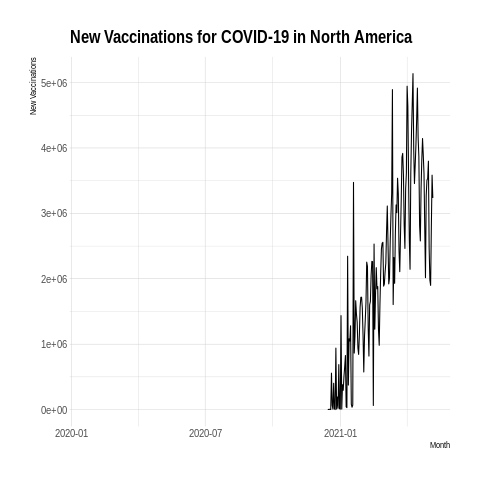 New Vaccinations for COVID-19 in North America
New Vaccinations
5e+06
4e+06
3e+06
2e+06
1e+06
0e+00
2020-01
2020-07
2021-01
Month